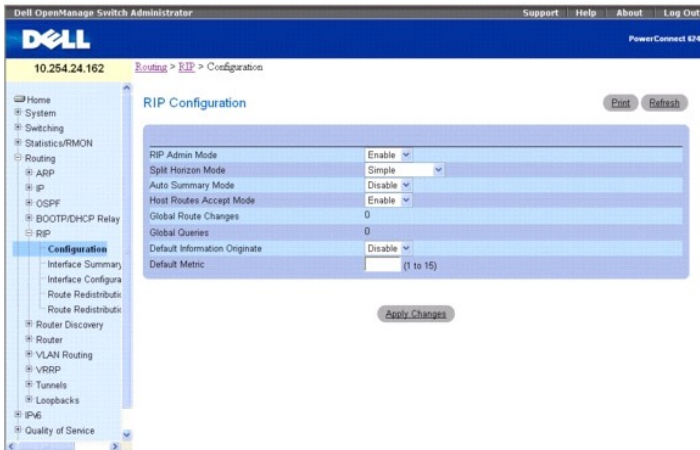 Dell OpenManage Switch Administrator
Support Help About Log Out
DELL
PowerConnect 624
10.254.24.162
Routing > RIP > Configuration
Home
System
Switching
Statistics/RMON
Routing
ARP
IP
OSPF
BOOTP/DHCP Relay
RIP
Configuration
Interface Summary
Interface Configura
Route Redistributic
Route Redistributic
Router Discovery
Router
VLAN Routing
VRRP
Tunnels
Loopbacks
IPv6
Quality of Service
RIP Configuration
Print Refresh
RIP Admin Mode Enable
Split Horizon Mode Simple
Auto Summary Mode Disable
Host Routes Accept Mode Enable
Global Route Changes 0
Global Queries 0
Default Information Originate Disable
Default Metric (1 to 15)
Apply Changes